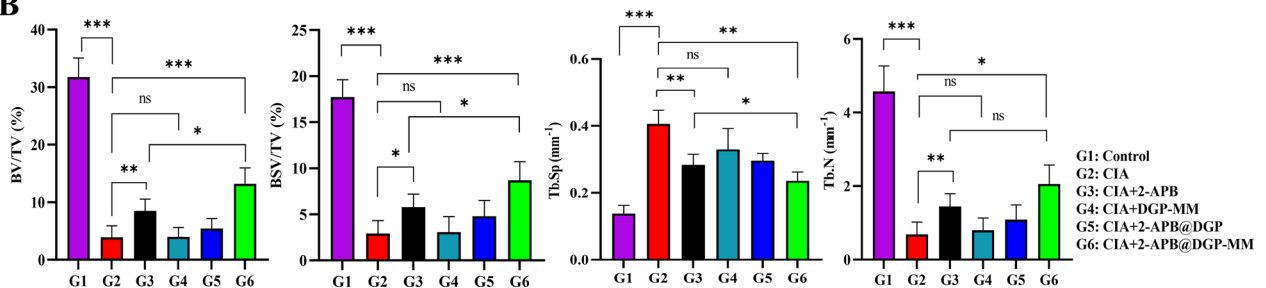 B
***
***
ns
*
**
BV/TV (%)
40
30
20
10
0
G1 G2 G3 G4 G5 G6
***
***
ns
*
*
BSV/TV (%)
25
20
15
10
5
0
G1 G2 G3 G4 G5 G6
***
**
ns
**
*
Tb.Sp (mm⁻¹)
0.6
0.4
0.2
0.0
G1 G2 G3 G4 G5 G6
***
*
ns
ns
**
Tb.N (mm⁻¹)
6
4
2
0
G1 G2 G3 G4 G5 G6
G1: Control
G2: CIA
G3: CIA+2-APB
G4: CIA+DGP-MM
G5: CIA+2-APB@DGP
G6: CIA+2-APB@DGP-MM